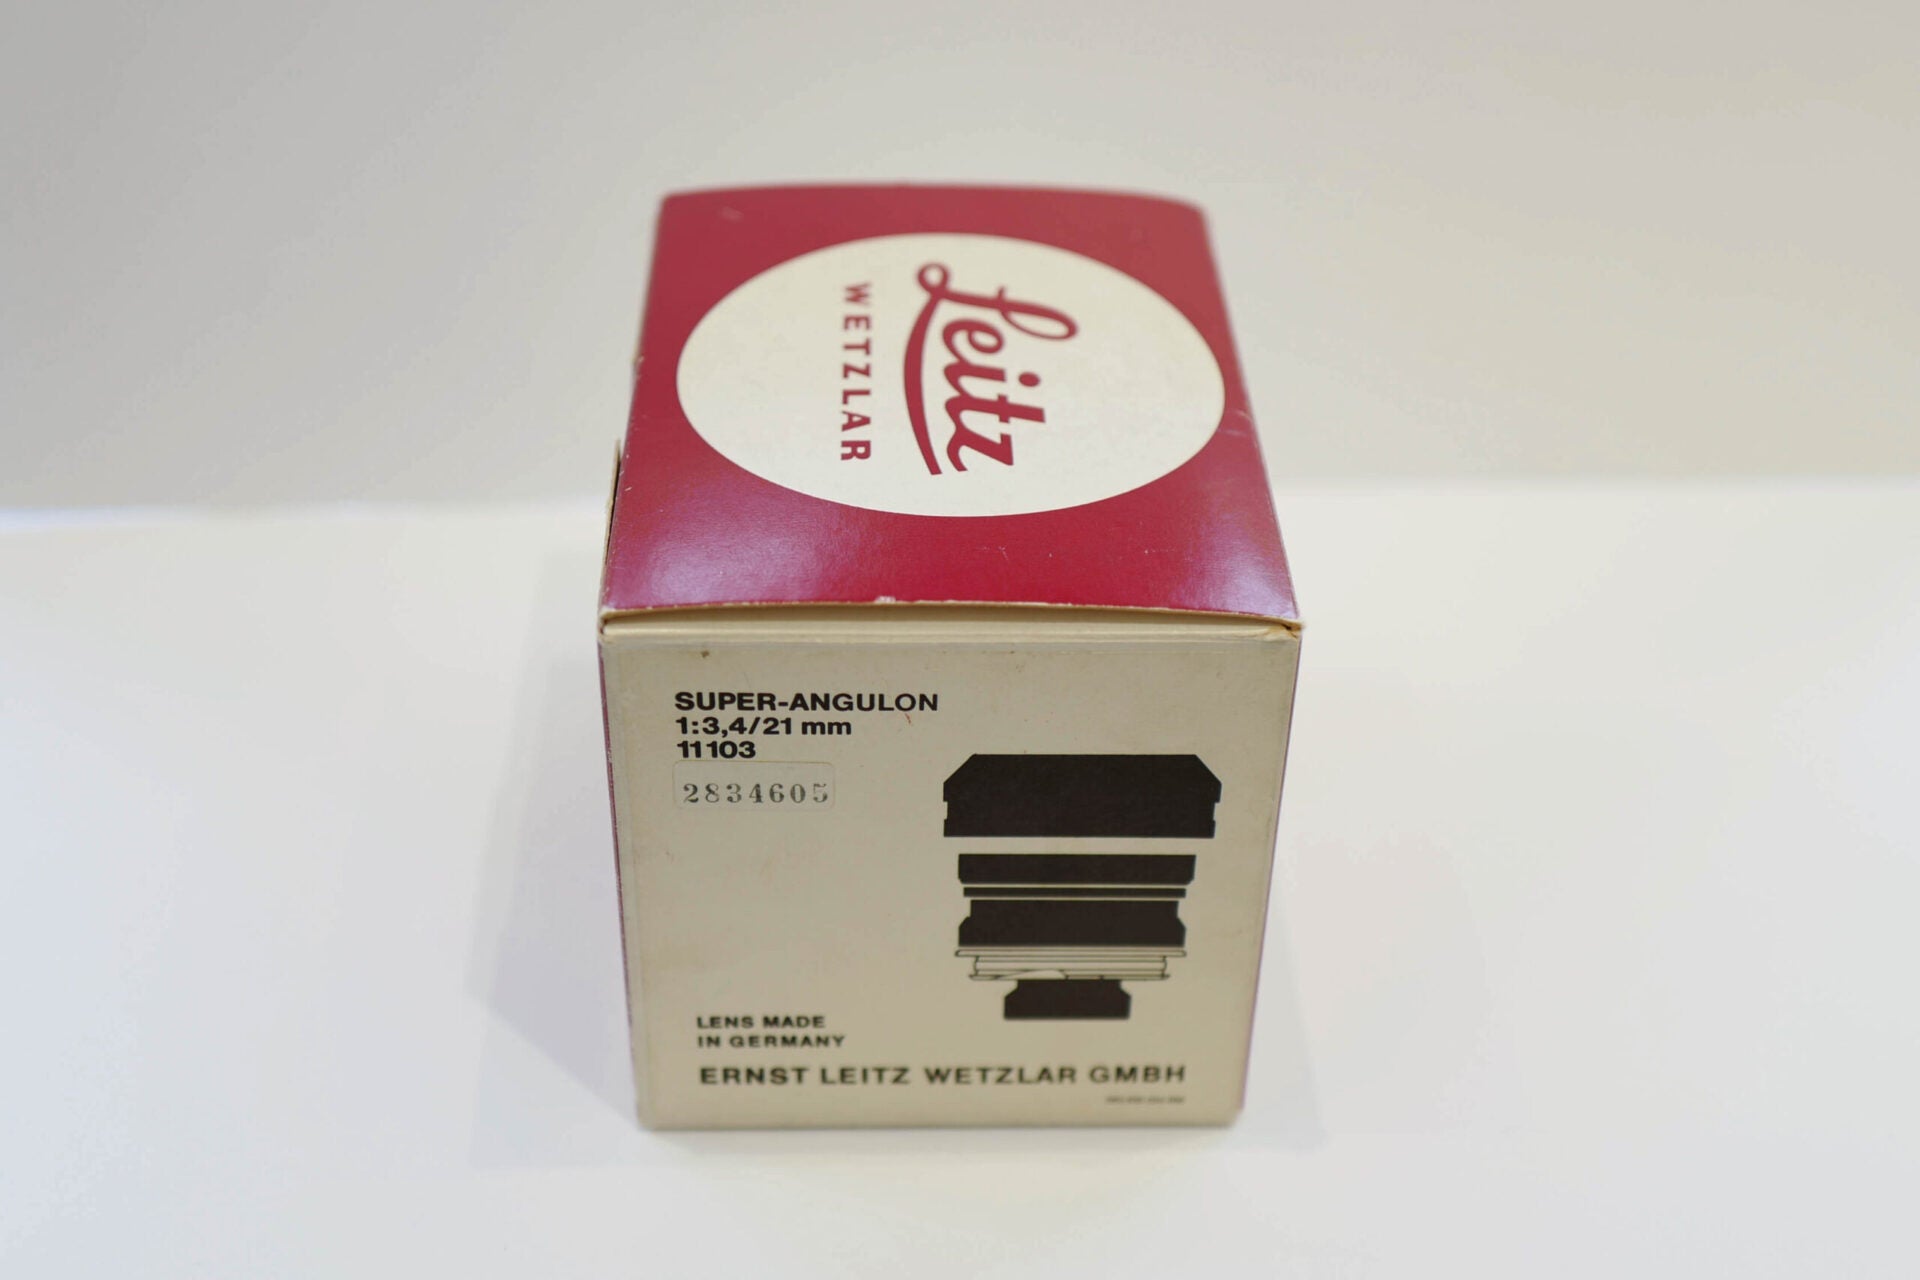 Leitz
WETZLAR
SUPER-ANGULON
1:3,4/21 mm
11103
2834605
LENS MADE
IN GERMANY
ERNST LEITZ WETZLAR GMBH